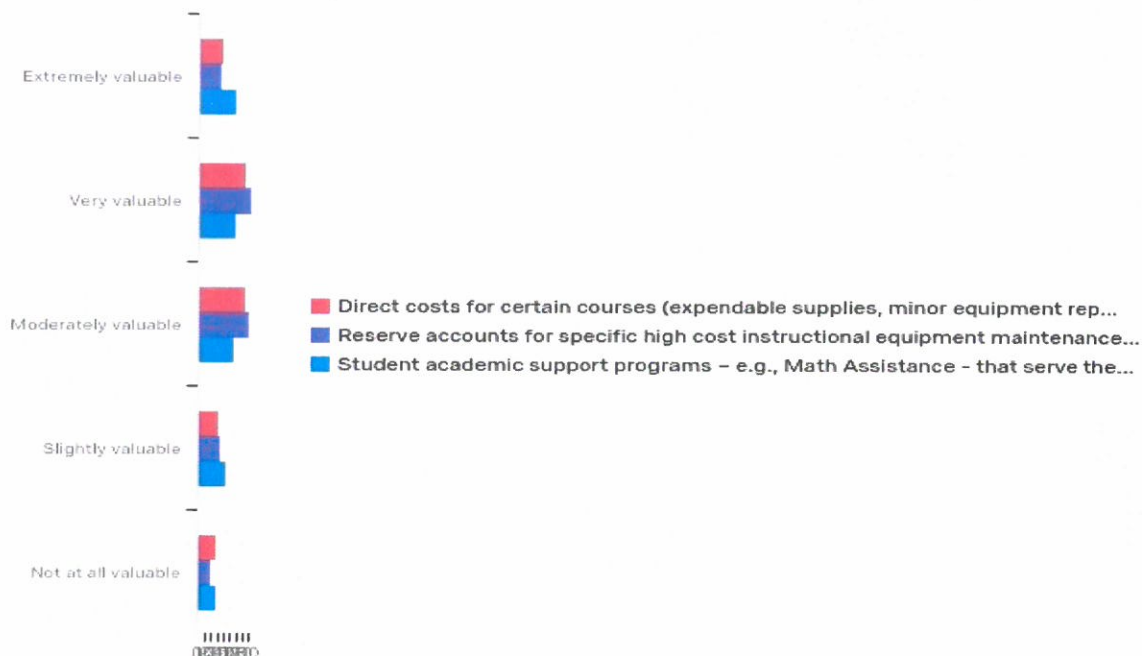 Extremely valuable
Very valuable
Moderately valuable
Direct costs for certain courses (expendable supplies, minor equipment rep...
Reserve accounts for specific high cost instructional equipment maintenance...
Student academic support programs – e.g., Math Assistance - that serve the...
Slightly valuable
Not at all valuable